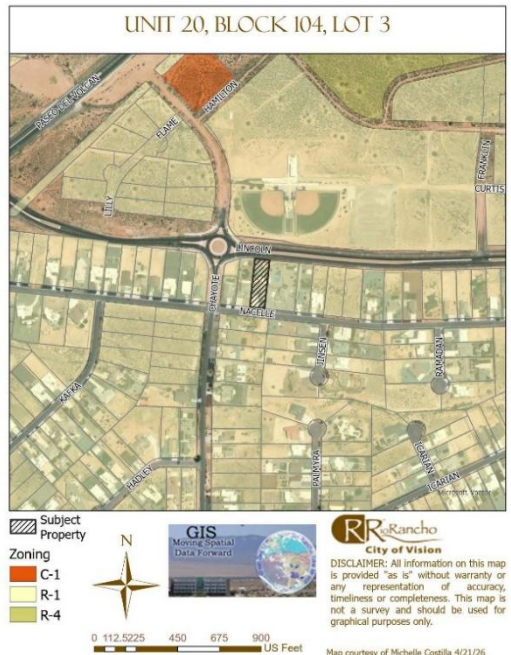 UNIT 20, BLOCK 104, LOT 3
PASEO DEL VOLCAN
HAMILTON
FLAME
LILLY
FRANKLIN
CURTIS
LINCOLN
CHAYOTE
NACELLE
JINSEN
RAMADAN
KAFKA
HADLEY
PALMYRA
ICARIAN
ICARIAN
Microsoft, Vantor
Subject
Property
Zoning
C-1
R-1
R-4
N
GIS
Moving Spatial
Data Forward
0 112.5225 450 675 900
US Feet
RioRancho
City of Vision
DISCLAIMER: All information on this map
is provided "as is" without warranty or
any representation of accuracy,
timeliness or completeness. This map is
not a survey and should be used for
graphical purposes only.
Map courtesy of Michelle Costilla 4/21/26